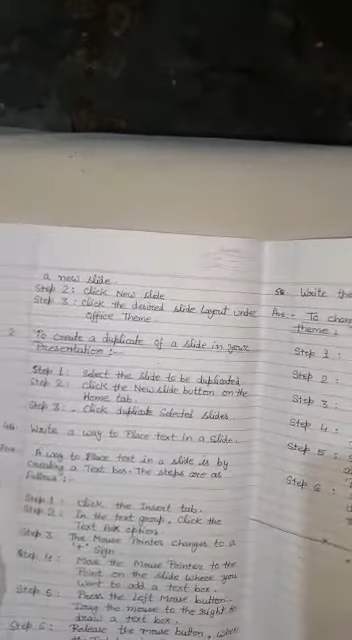 a new slide.
Step 2: Click New slide
Step 3: Click the desired slide Layout under
Office Theme.
2 To create a duplicate of a slide in your
Presentation :-
Step 1: Select the slide to be duplicated
Step 2: click the New slide button on the
Home tab.
Step 3: Click duplicate Selected slides.
Write a way to Place text in a slide.
A way to Place text in a slide is by
Creating a Text box. The steps are as
follows :-
Step 1: Click the Insert tab.
Step 2: In the text group, Click the
Text Box option
Step 3 The Mouse Pointer changes to a
"+" Sign
Step 4: Move the Mouse Pointer to the
Point on the slide where you
Want to add a text box.
Step 5: Press the Left Mouse button
Drag the mouse to the right to
draw a text box.
Step 6: Release the mouse button, when
5 Write the
Ans:- To chan
theme.
Step 1 :
Step 2 :
Step 3 :
Step 4 :
Step 5 :
Step 6 :